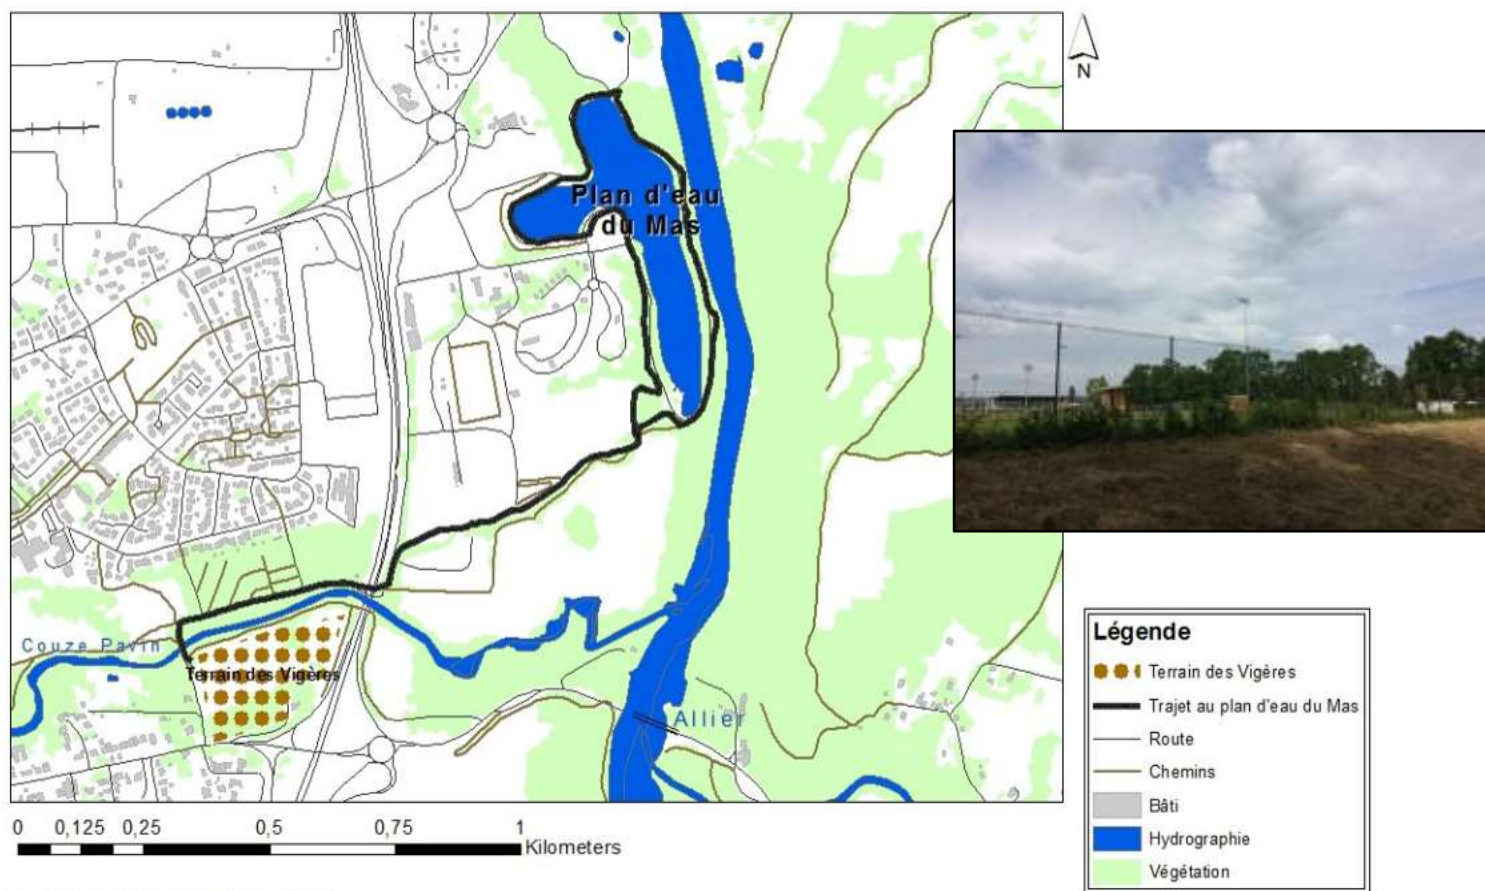 N
Plan d'eau
du Mas
Couze Pavin
Terrain des Vigères
Allier
0 0,125 0,25 0,5 0,75 1
Kilometers
Légende
Terrain des Vigères
Trajet au plan d'eau du Mas
Route
Chemins
Bâti
Hydrographie
Végétation